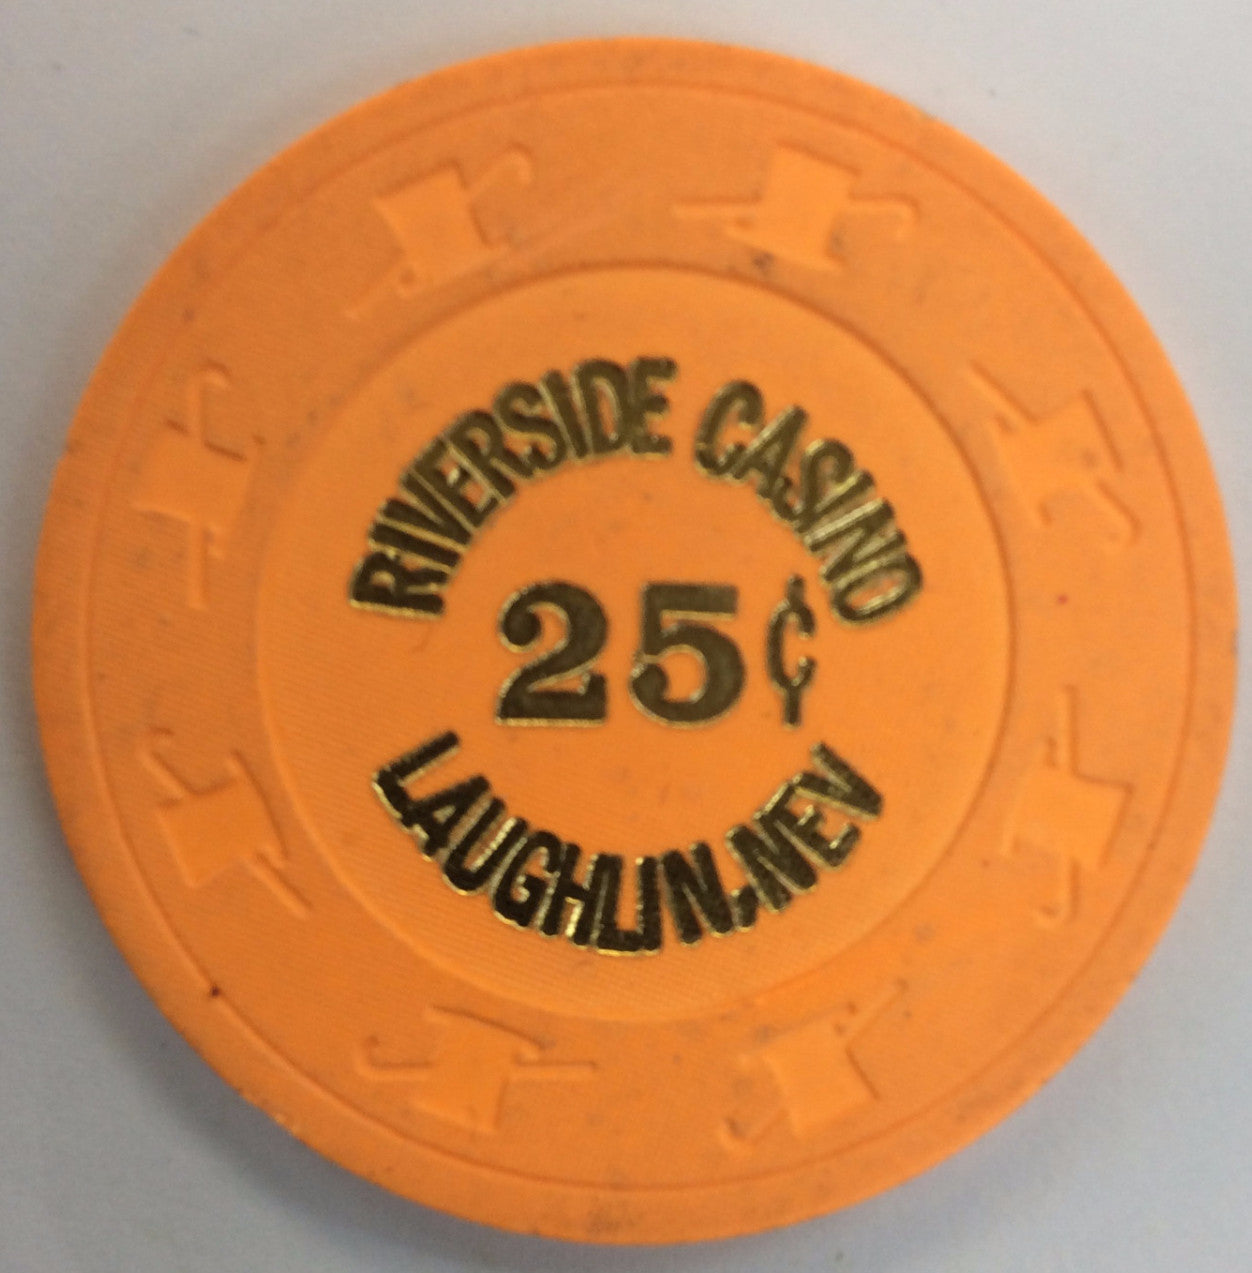 RIVERSIDE CASINO
25¢
LAUGHLIN, NEV